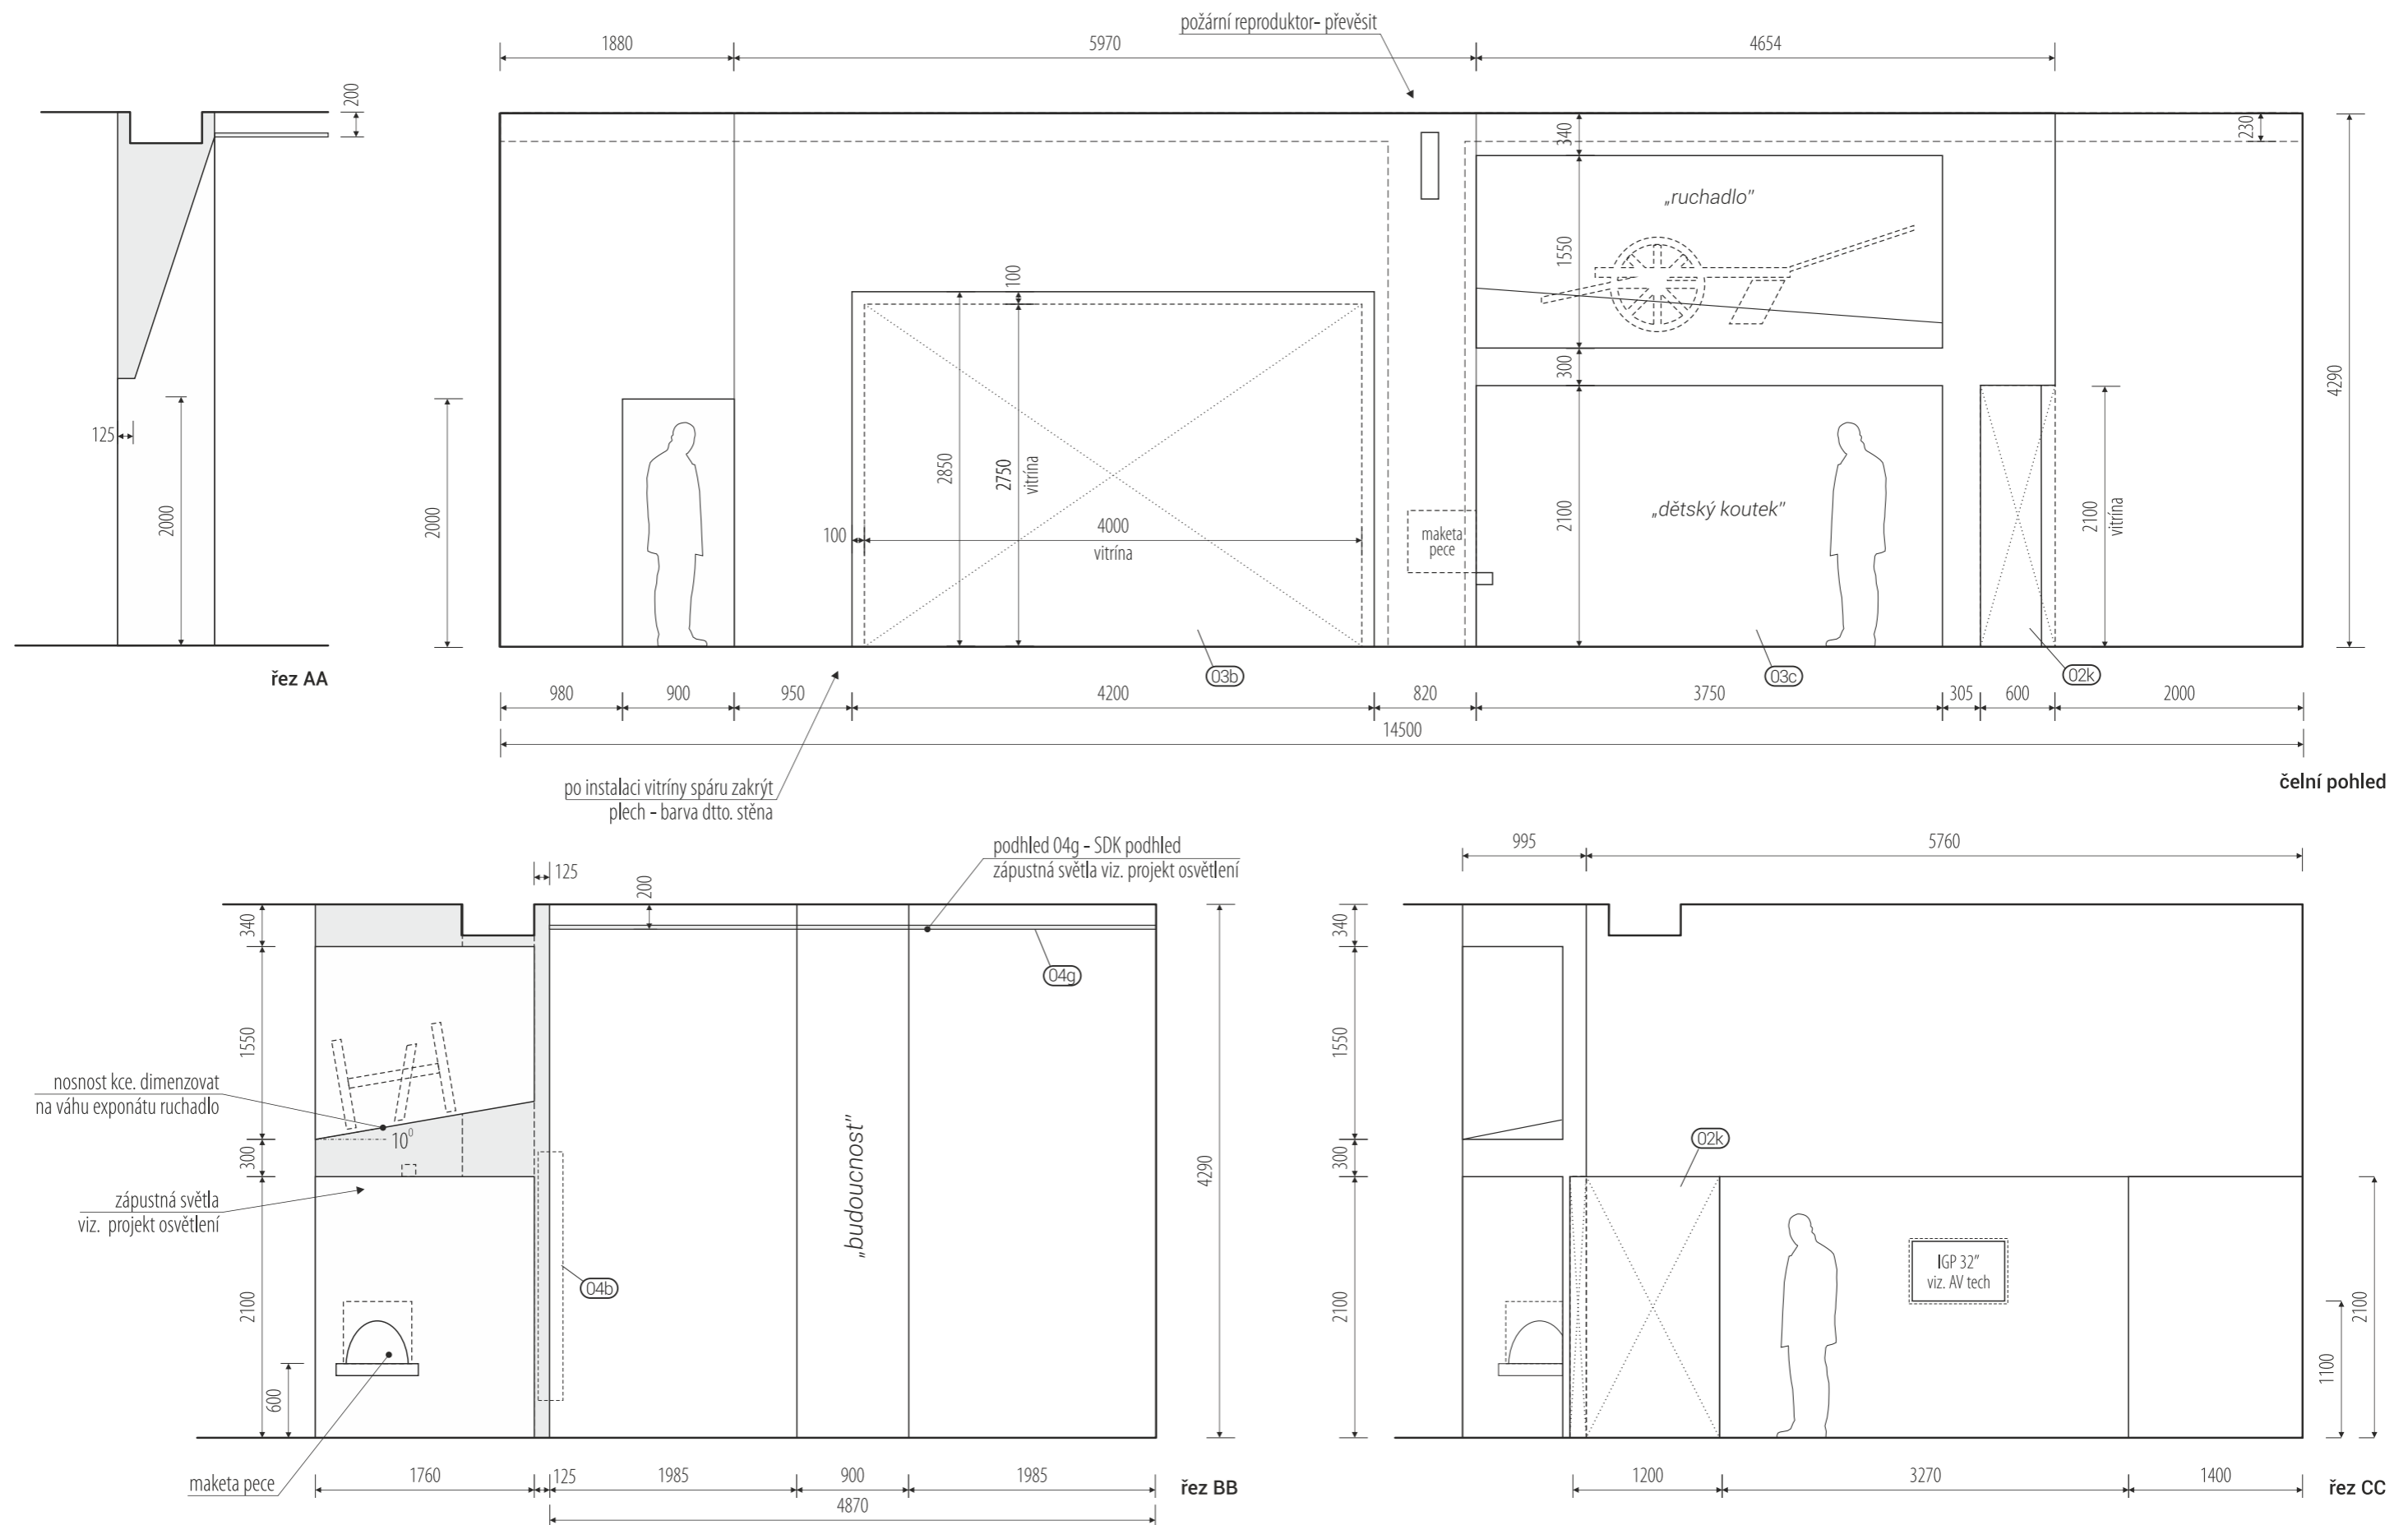 požární reproduktor- převěsit
1880
5970
4654
200
125
2000
řez AA
2000
340
230
„ruchadlo”
1550
100
300
4290
2850
2750
vitrína
100
4000
vitrína
maketa
pece
2100
„dětský koutek”
2100
vitrína
03b
03c
02k
980
900
950
4200
820
3750
305
600
2000
14500
čelní pohled
po instalaci vitríny spáru zakrýt
plech - barva dtto. stěna
podhled 04g - SDK podhled
zápustná světla viz. projekt osvětlení
125
200
340
04g
1550
nosnost kce. dimenzovat
na váhu exponátu ruchadlo
10⁰
300
zápustná světla
viz. projekt osvětlení
„budoucnost”
4290
04b
2100
600
maketa pece
1760
125
1985
900
1985
4870
řez BB
995
5760
340
1550
300
02k
2100
IGP 32”
viz. AV tech
1100
2100
1200
3270
1400
řez CC